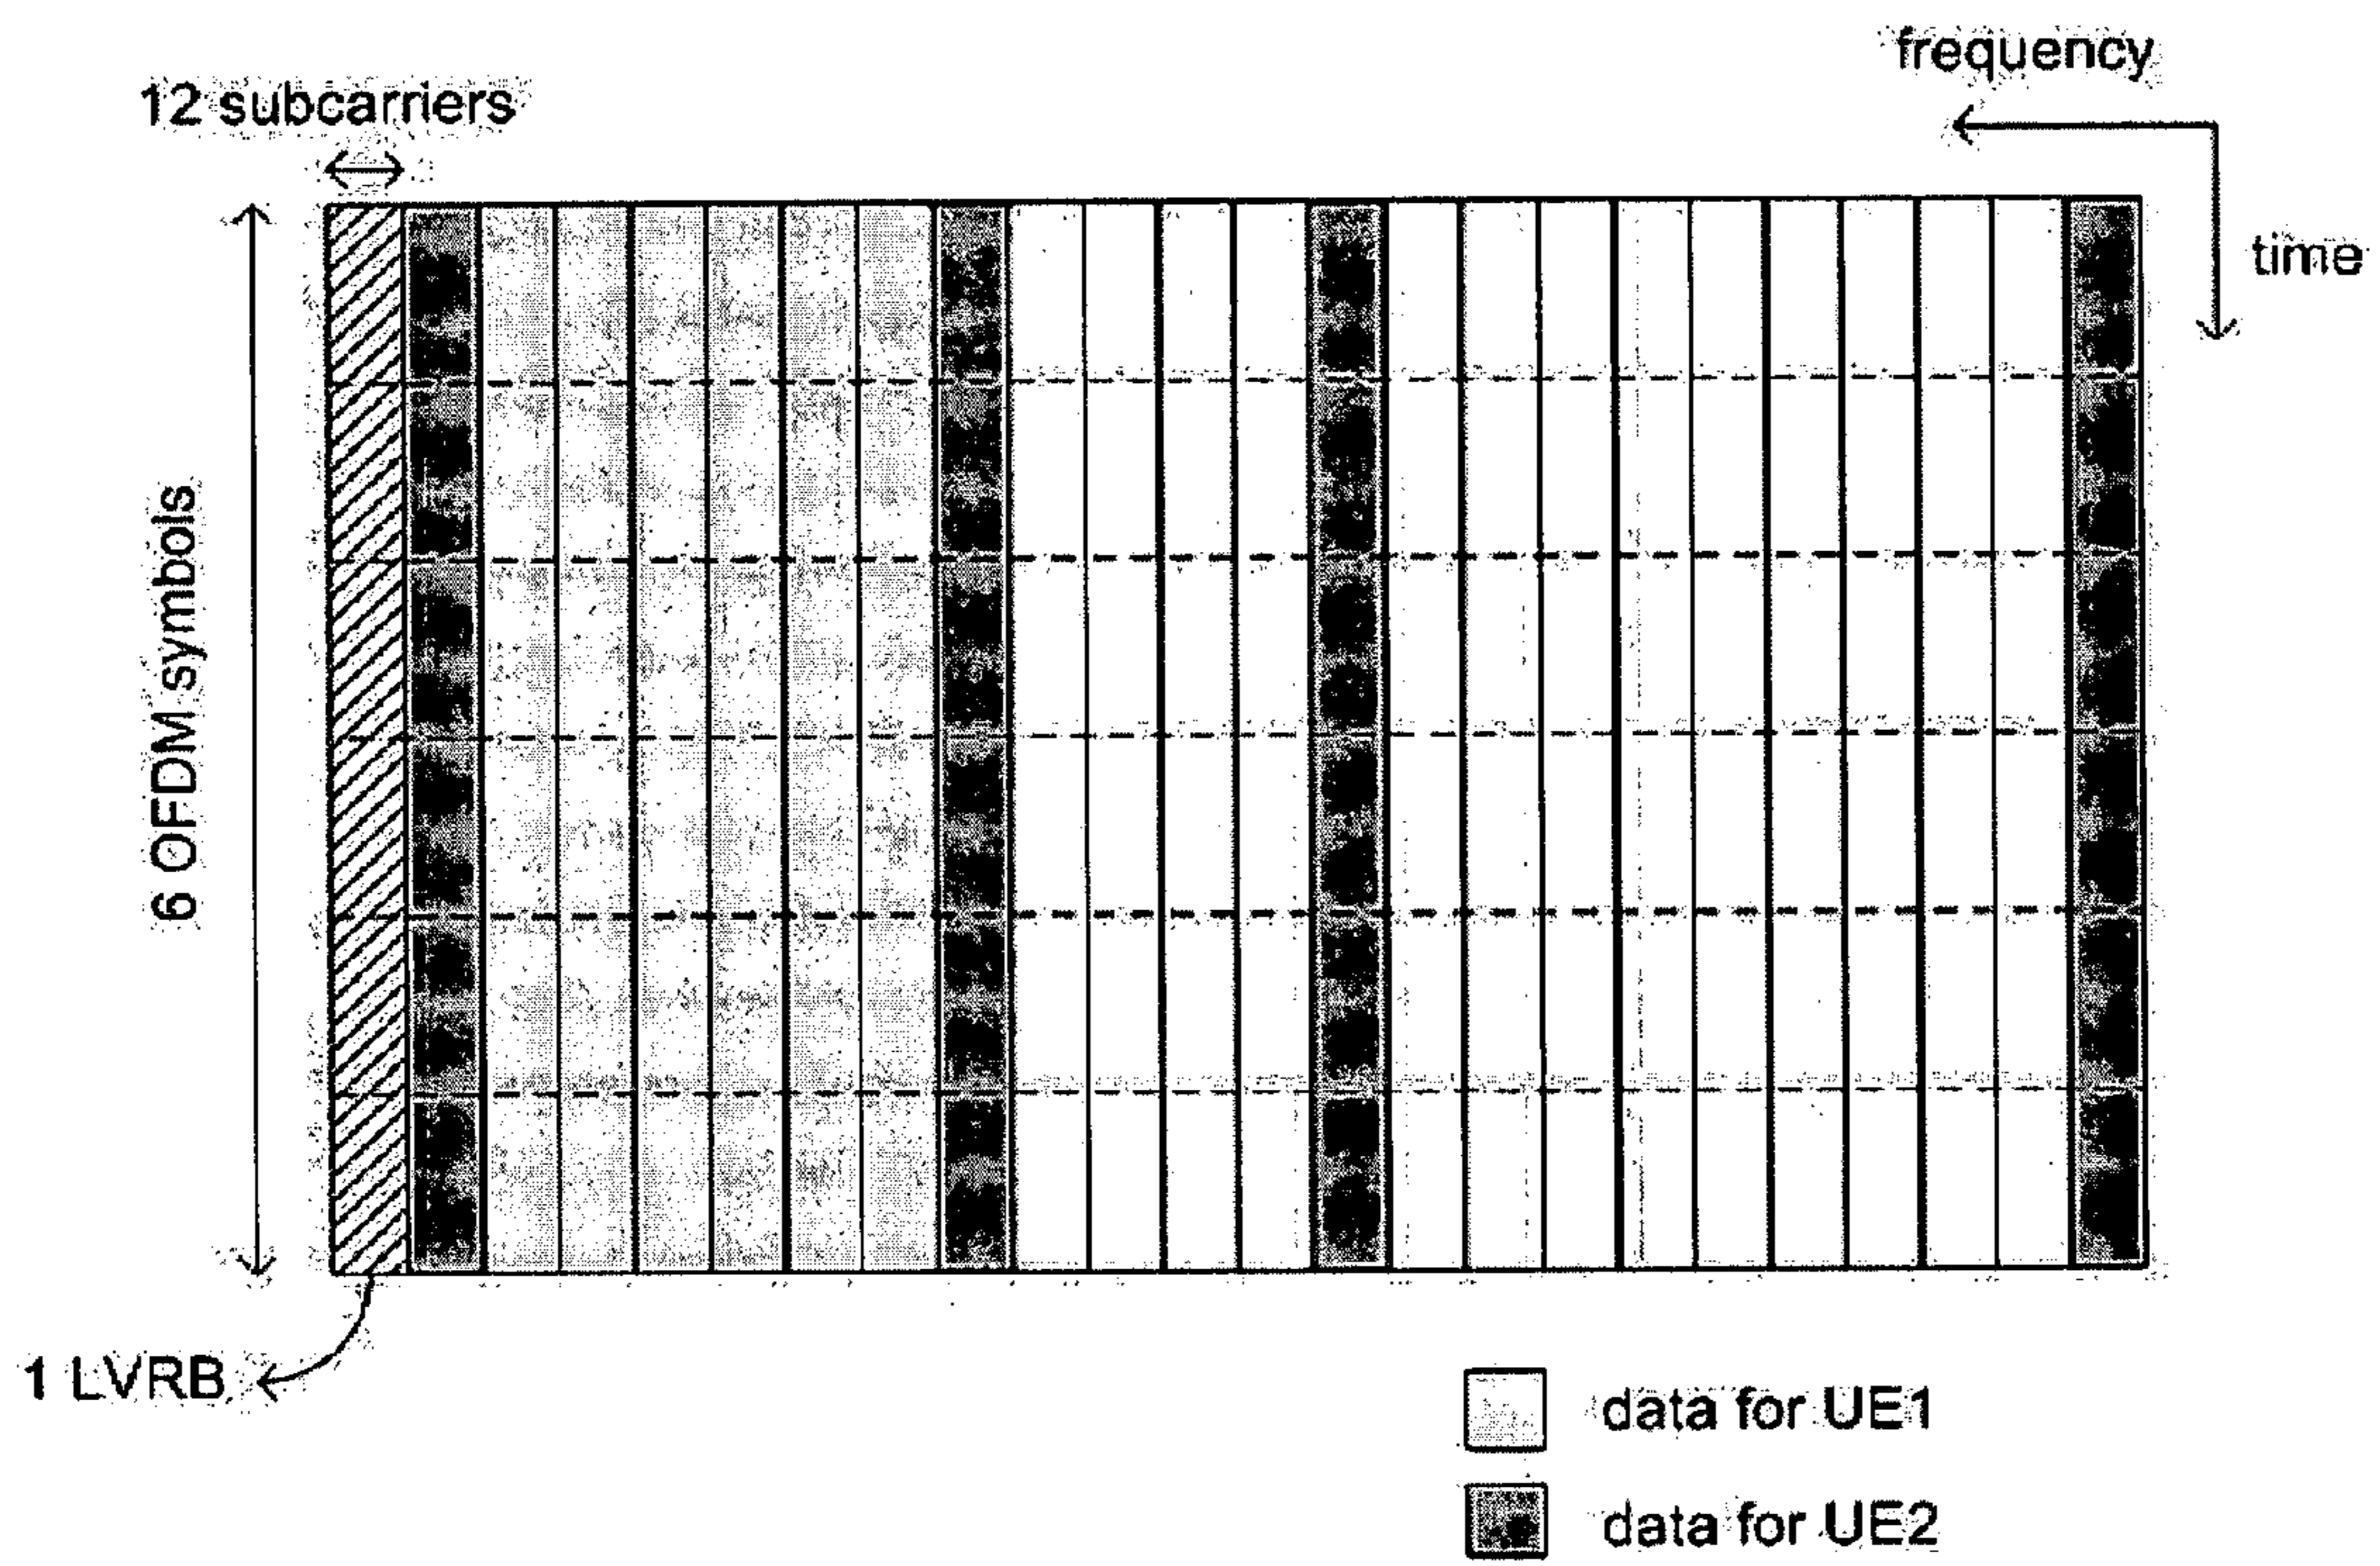 frequency
12 subcarriers
time
6 OFDM symbols
1 LVRB
data for UE1
data for UE2